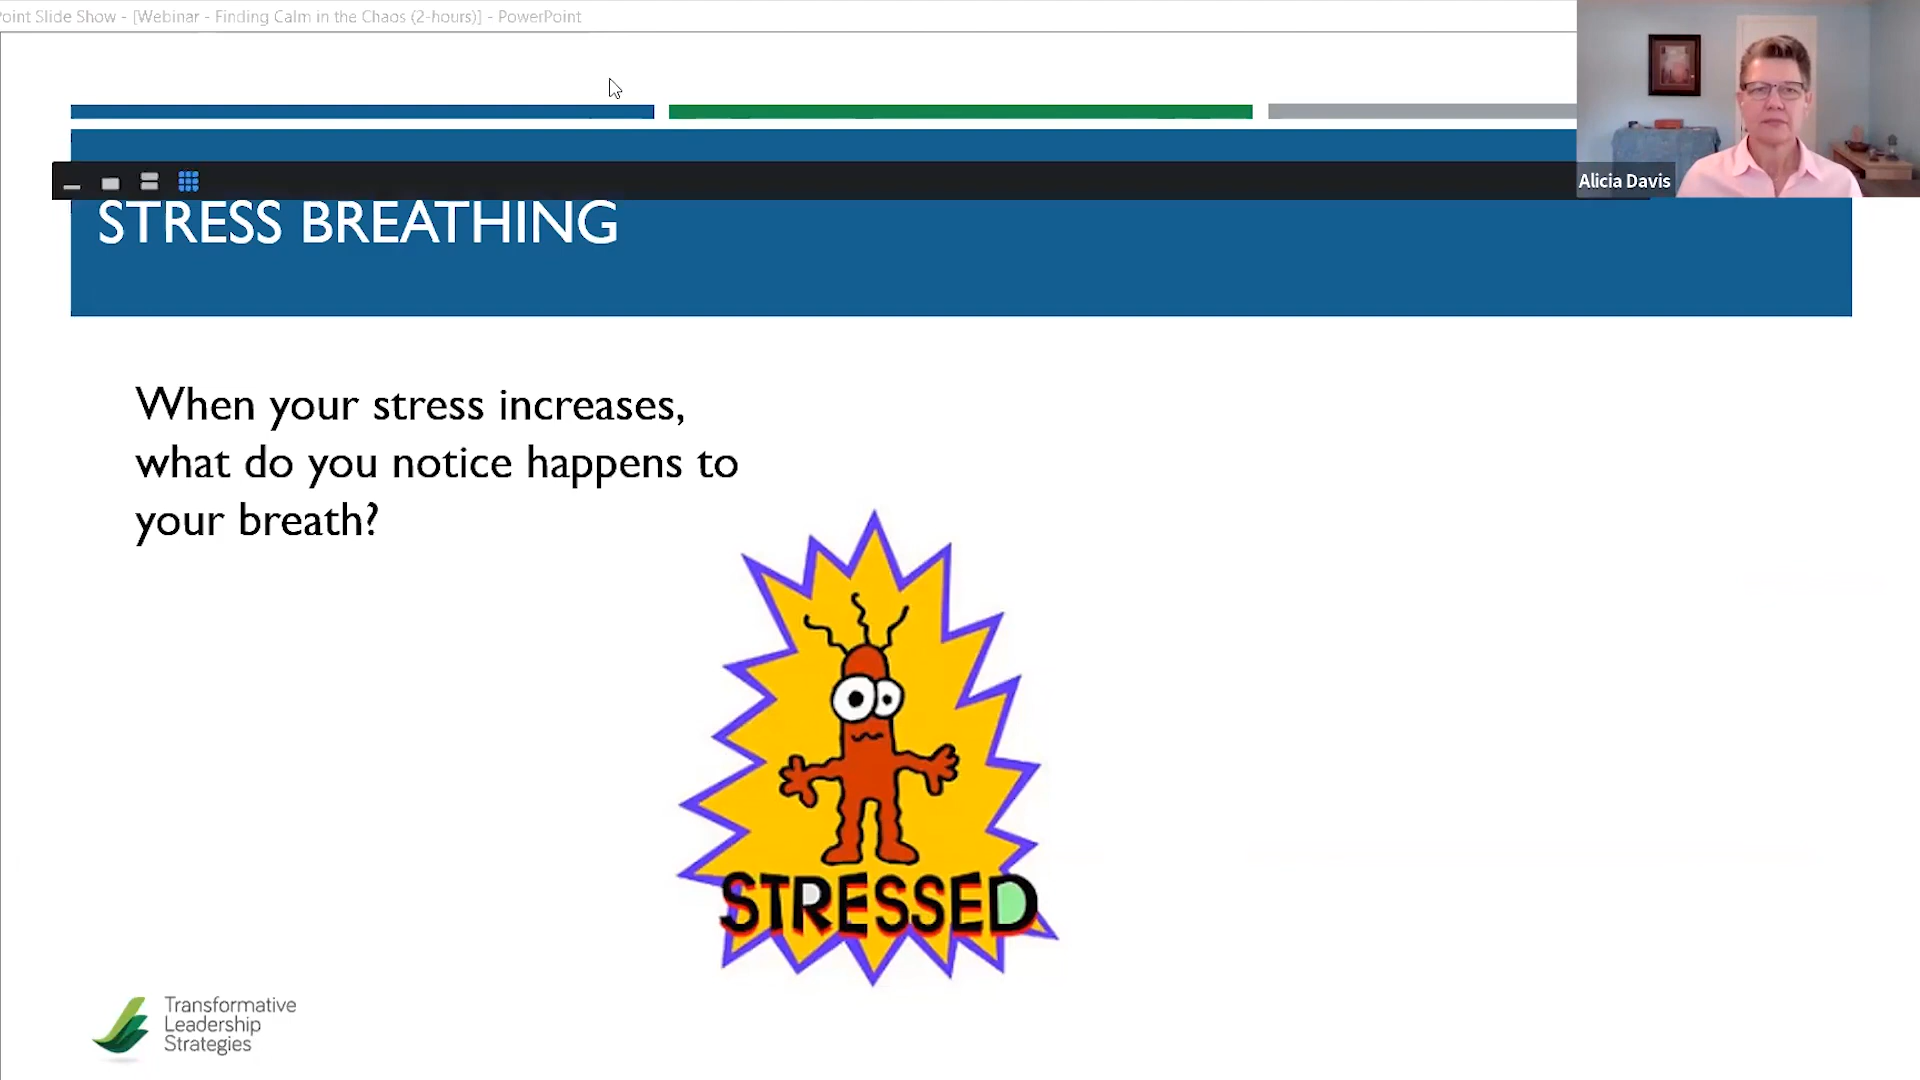 oint Slide Show - [Webinar - Finding Calm in the Chaos (2-hours)] - PowerPoint
Alicia Davis
STRESS BREATHING
When your stress increases,
what do you notice happens to
your breath?
STRESSED
Transformative
Leadership
Strategies